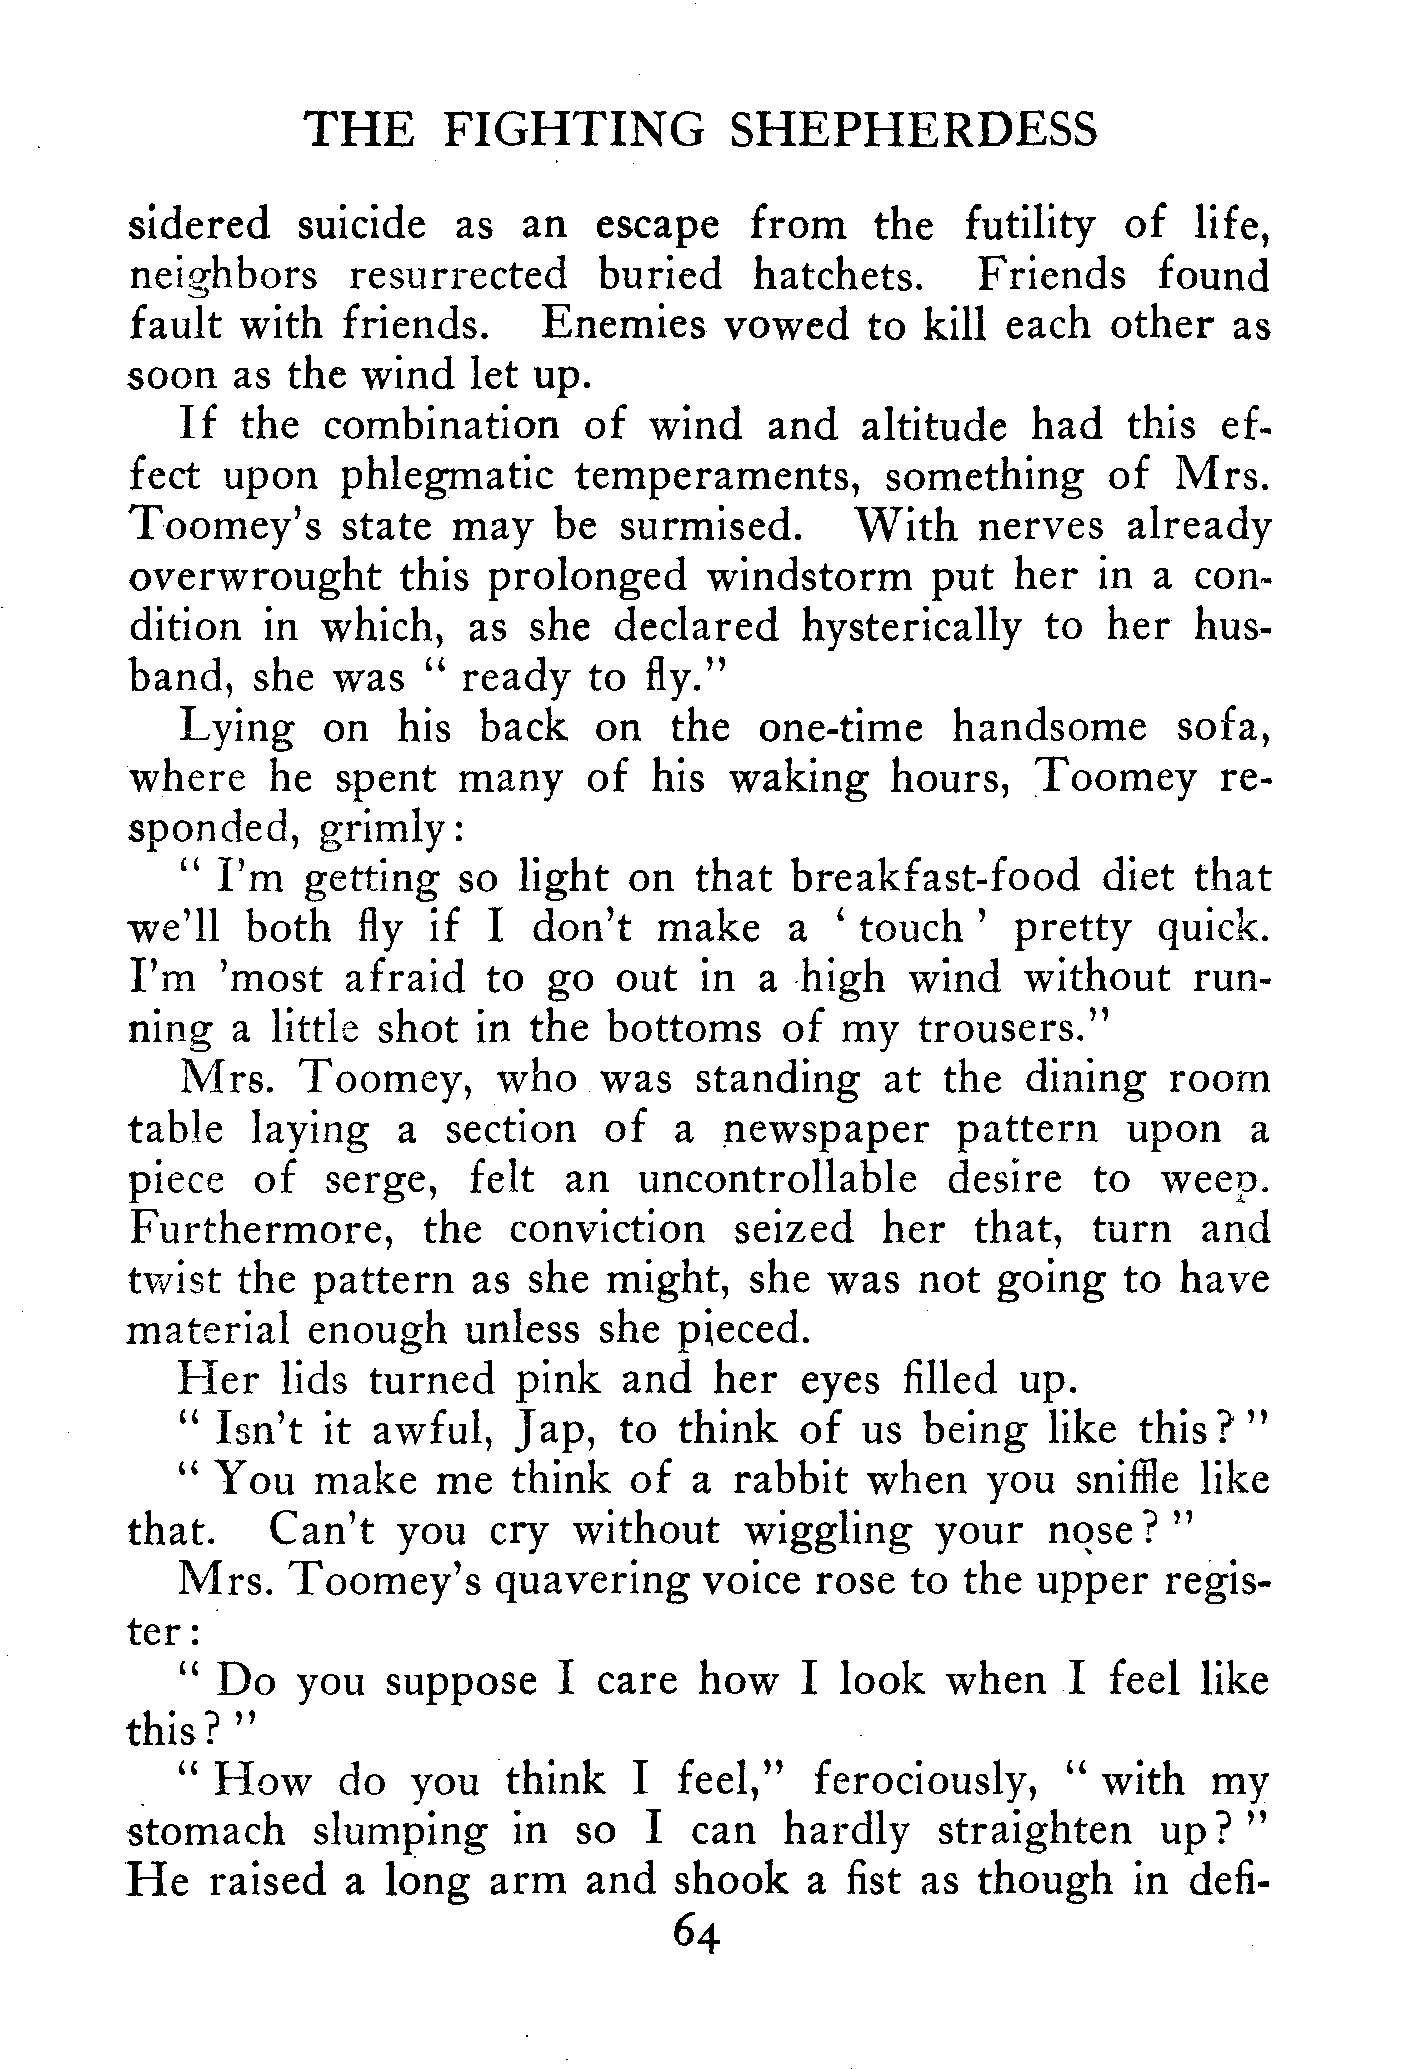 THE FIGHTING SHEPHERDESS
sidered suicide as an escape from the futility of life,
neighbors resurrected buried hatchets. Friends found
fault with friends. Enemies vowed to kill each other as
soon as the wind let up.
If the combination of wind and altitude had this ef-
fect upon phlegmatic temperaments, something of Mrs.
Toomey's state may be surmised. With nerves already
overwrought this prolonged windstorm put her in a con-
dition in which, as she declared hysterically to her hus-
band, she was " ready to fly."
Lying on his back on the one-time handsome sofa,
where he spent many of his waking hours, Toomey re-
sponded, grimly:
" I'm getting so light on that breakfast-food diet that
we'll both fly if I don't make a ' touch ' pretty quick.
I'm 'most afraid to go out in a high wind without run-
ning a little shot in the bottoms of my trousers."
Mrs. Toomey, who was standing at the dining room
table laying a section of a newspaper pattern upon a
piece of serge, felt an uncontrollable desire to weep.
Furthermore, the conviction seized her that, turn and
twist the pattern as she might, she was not going to have
material enough unless she pieced.
Her lids turned pink and her eyes filled up.
" Isn't it awful, Jap, to think of us being like this? "
" You make me think of a rabbit when you sniffle like
that. Can't you cry without wiggling your nose? "
Mrs. Toomey's quavering voice rose to the upper regis-
ter:
" Do you suppose I care how I look when I feel like
this? "
" How do you think I feel," ferociously, " with my
stomach slumping in so I can hardly straighten up? "
He raised a long arm and shook a fist as though in defi-
64